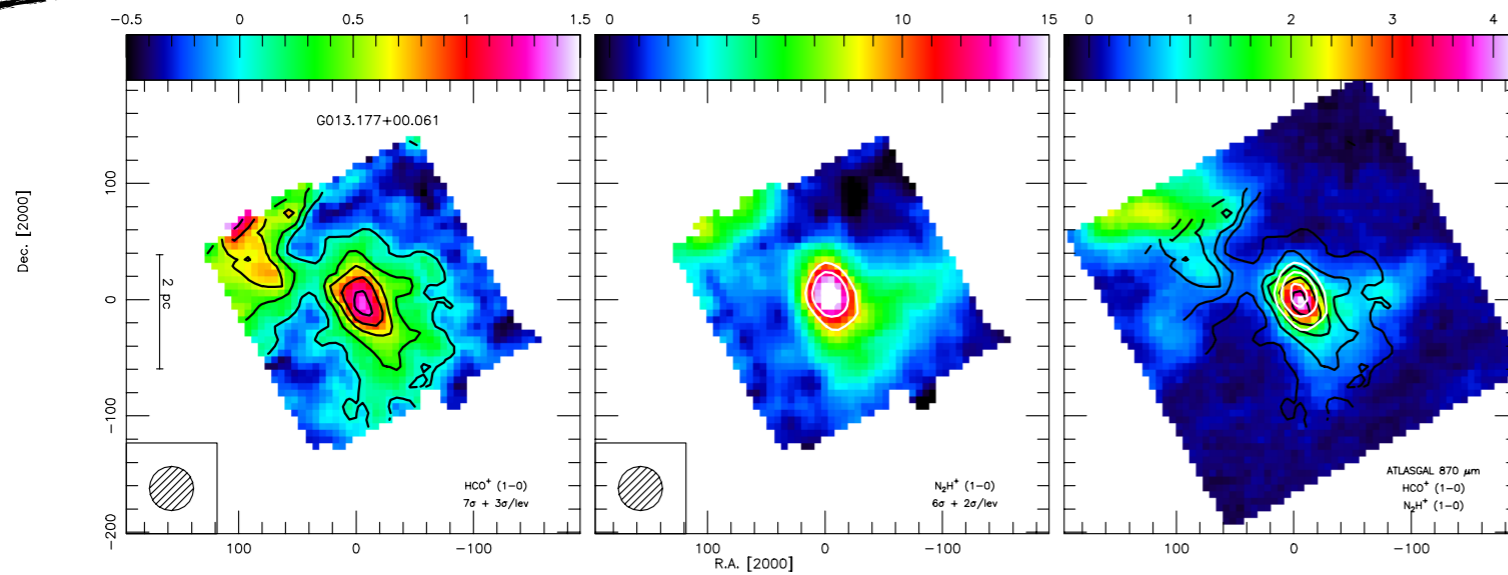 -0.5 0 0.5 1 1.5
0 5 10 15
0 1 2 3 4
G013.177+00.061
Dec. [2000]
100
0
-100
-200
2 pc
HCO⁺ (1-0)
7σ + 3σ/lev
N₂H⁺ (1-0)
6σ + 2σ/lev
ATLASGAL 870 μm
HCO⁺ (1-0)
N₂H⁺ (1-0)
100 0 -100
100 0 -100
100 0 -100
R.A. [2000]